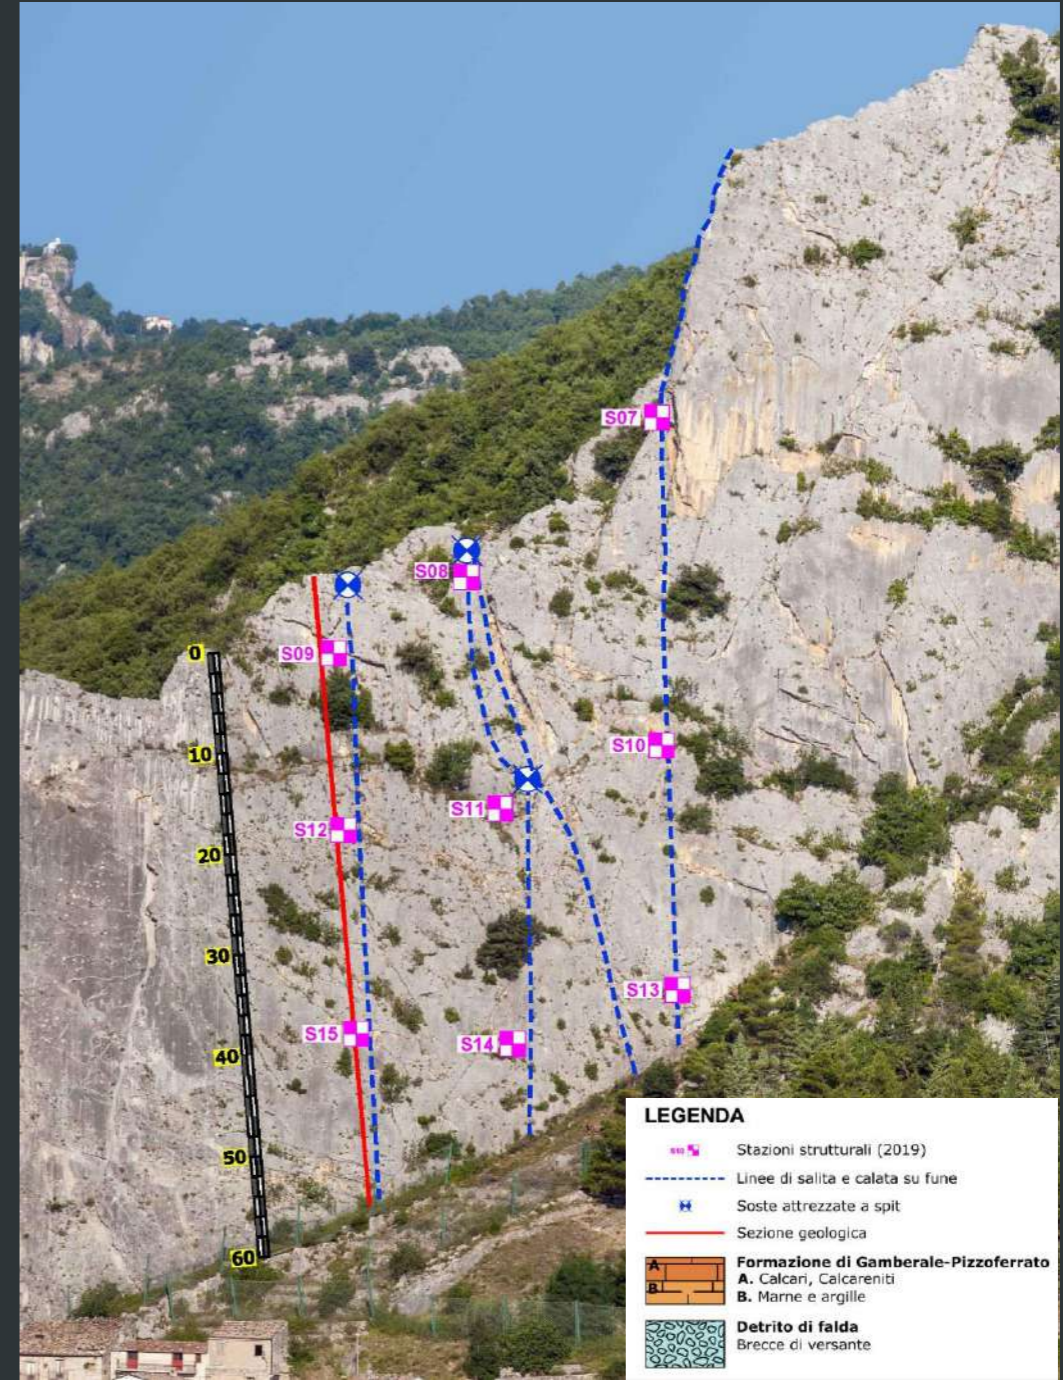 S07
S08
S09
0
S10
10
S11
S12
20
30
S13
S15
S14
40
50
60
LEGENDA
S10 Stazioni strutturali (2019)
Linee di salita e calata su fune
Soste attrezzate a spit
Sezione geologica
A Formazione di Gamberale-Pizzoferrato
A. Calcari, Calcareniti
B B. Marne e argille
Detrito di falda
Brecce di versante